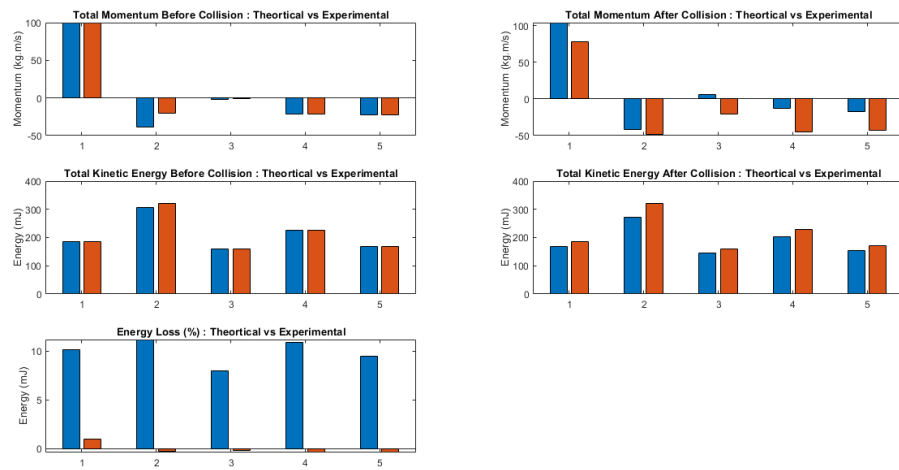 Total Momentum Before Collision : Theortical vs Experimental
Momentum (kg.m/s)
100
50
0
-50
1 2 3 4 5
Total Momentum After Collision : Theortical vs Experimental
Momentum (kg.m/s)
100
50
0
-50
1 2 3 4 5
Total Kinetic Energy Before Collision : Theortical vs Experimental
Energy (mJ)
400
300
200
100
0
1 2 3 4 5
Total Kinetic Energy After Collision : Theortical vs Experimental
Energy (mJ)
400
300
200
100
0
1 2 3 4 5
Energy Loss (%) : Theortical vs Experimental
Energy (mJ)
10
5
0
1 2 3 4 5